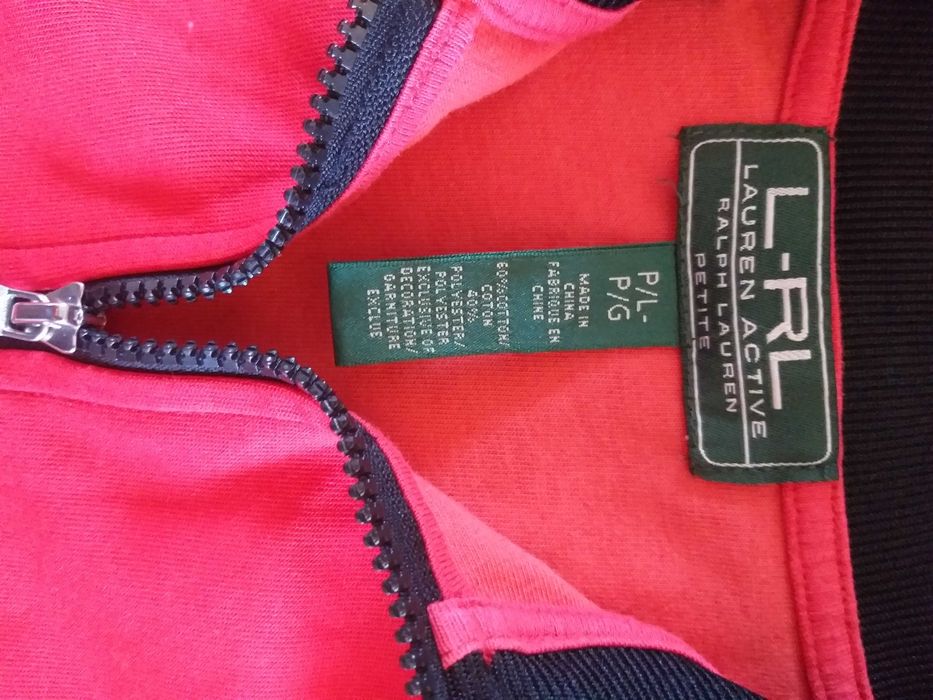 L-RL
LAUREN ACTIVE
RALPH LAUREN
PETITE
P/L-
P/G
MADE IN
CHINA
FABRIQUE EN
CHINE
60%COTTON/
COTON
40%
POLYESTER/
POLYESTER
EXCLUSIVE OF
DECORATION/
GARNITURE
EXCLUE